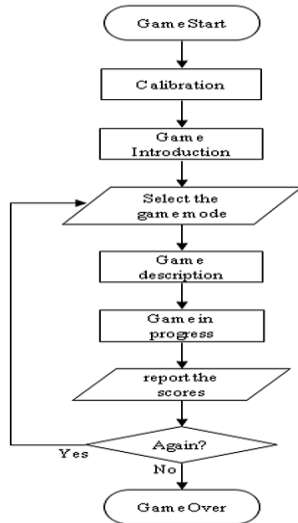 Game Start
Calibration
Game
Introduction
Select the
game mode
Game
description
Game in
progress
report the
scores
Again?
Yes
No
Game Over